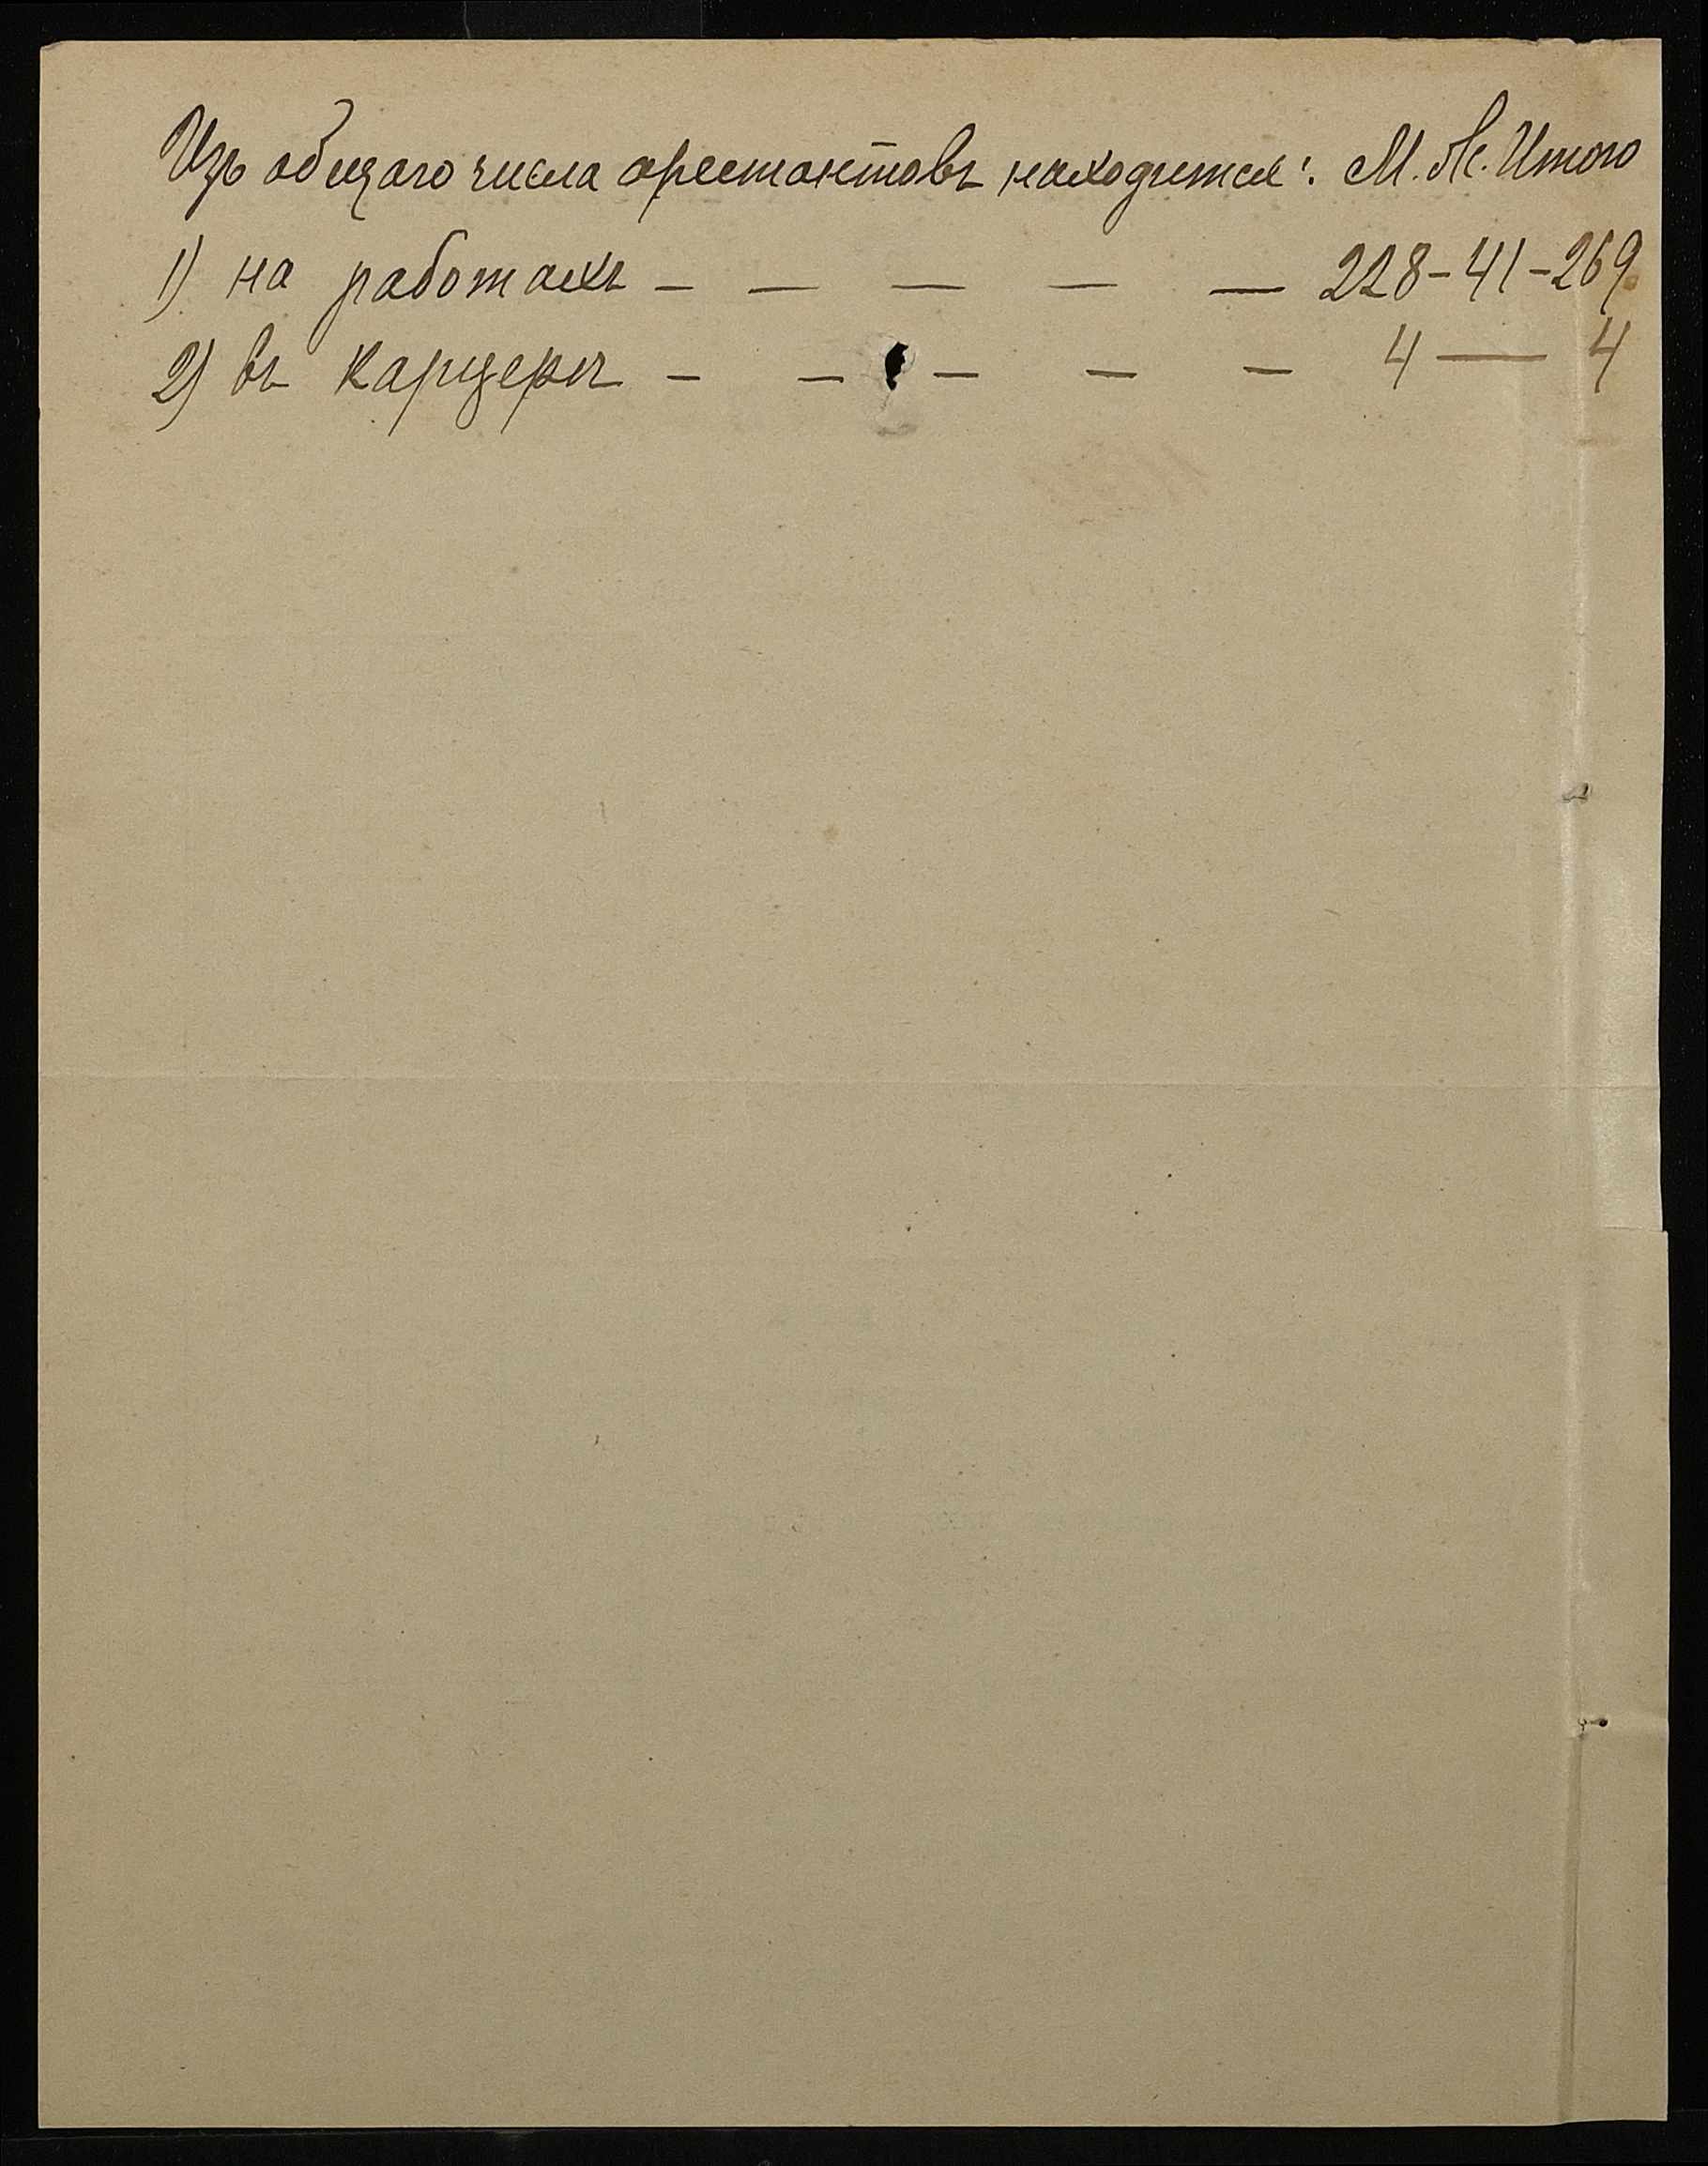 Изъ общаго числа арестантовъ находится: М. Ж. Итого
1) на работахъ – — — — — 228 – 41 – 269
2) въ карцерѣ – – – – – 4 — 4